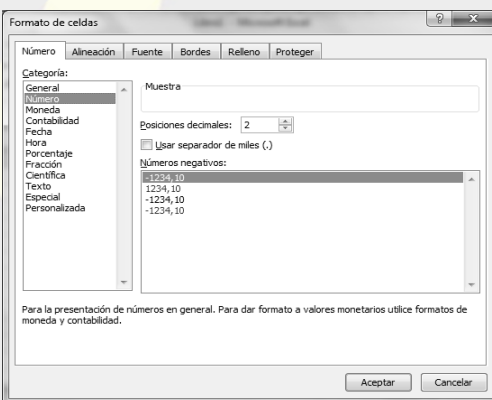 Formato de celdas
Número Alineación Fuente Bordes Relleno Proteger
Categoría:
General
Número
Moneda
Contabilidad
Fecha
Hora
Porcentaje
Fracción
Científica
Texto
Especial
Personalizada
Muestra
Posiciones decimales: 2
Usar separador de miles (.)
Números negativos:
-1234,10
1234,10
-1234,10
-1234,10
Para la presentación de números en general. Para dar formato a valores monetarios utilice formatos de
moneda y contabilidad.
Aceptar Cancelar